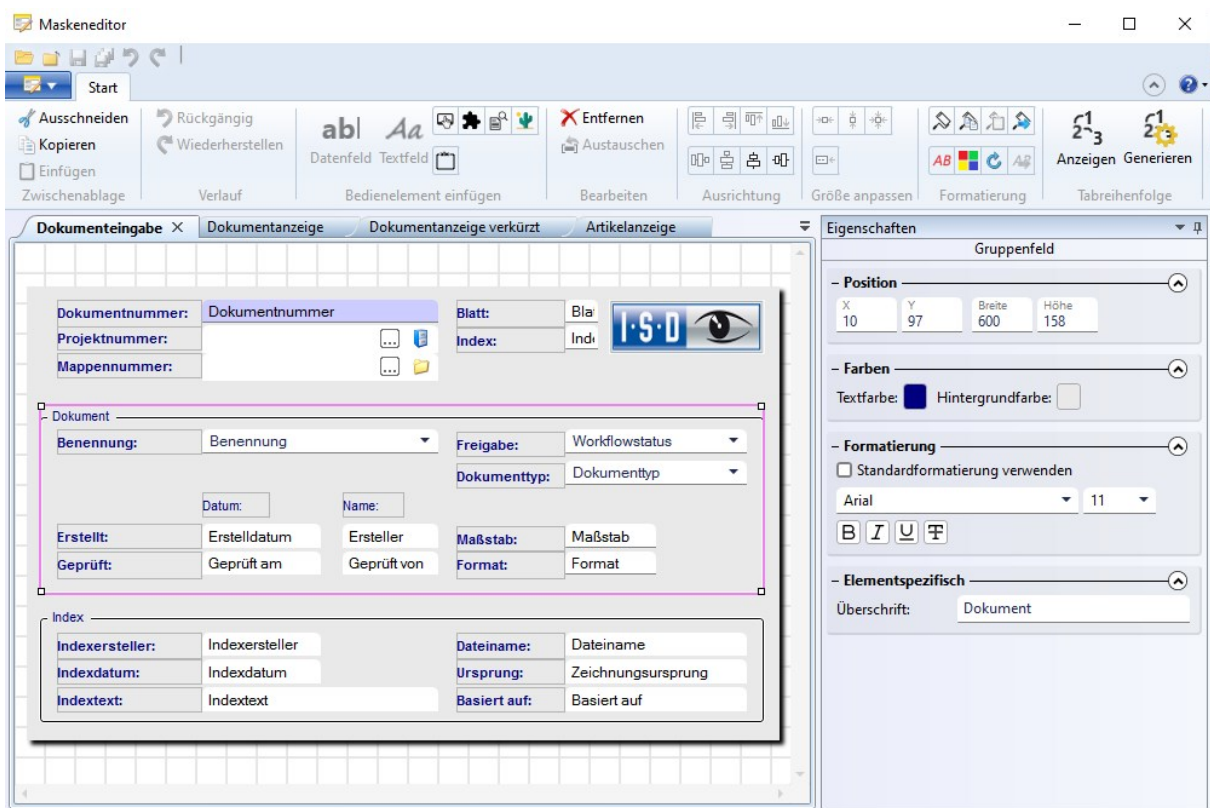 Maskeneditor
Start
Ausschneiden
Kopieren
Einfügen
Zwischenablage
Rückgängig
Wiederherstellen
Verlauf
abl Aa
Datenfeld Textfeld
Bedienelement einfügen
Entfernen
Austauschen
Bearbeiten
Ausrichtung
Größe anpassen
AB AB
Formatierung
Anzeigen Generieren
Tabreihenfolge
Dokumenteingabe Dokumentanzeige Dokumentanzeige verkürzt Artikelanzeige
Dokumentnummer: Dokumentnummer Blatt: Bla
Projektnummer: ... Index: Ind
Mappennummer: ...
I·S·D
Dokument
Benennung: Benennung Freigabe: Workflowstatus
Dokumenttyp: Dokumenttyp
Datum: Name:
Erstellt: Erstelldatum Ersteller Maßstab: Maßstab
Geprüft: Geprüft am Geprüft von Format: Format
Index
Indexersteller: Indexersteller Dateiname: Dateiname
Indexdatum: Indexdatum Ursprung: Zeichnungsursprung
Indextext: Indextext Basiert auf: Basiert auf
Eigenschaften
Gruppenfeld
– Position
X Y Breite Höhe
10 97 600 158
– Farben
Textfarbe: Hintergrundfarbe:
– Formatierung
Standardformatierung verwenden
Arial 11
B I U T
– Elementspezifisch
Überschrift: Dokument